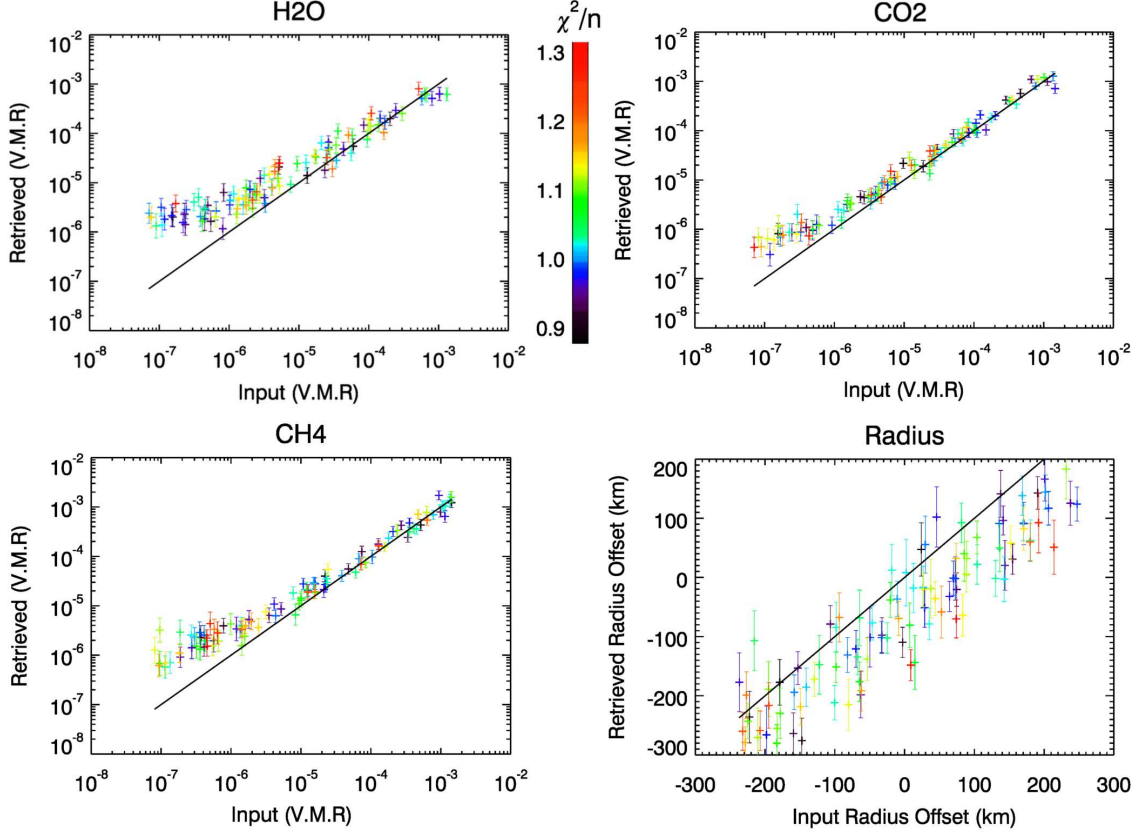 H2O
10⁻²
10⁻³
10⁻⁴
10⁻⁵
10⁻⁶
10⁻⁷
10⁻⁸
Retrieved (V.M.R)
10⁻⁸ 10⁻⁷ 10⁻⁶ 10⁻⁵ 10⁻⁴ 10⁻³ 10⁻²
Input (V.M.R)
χ²/n
1.3
1.2
1.1
1.0
0.9
CO2
10⁻²
10⁻³
10⁻⁴
10⁻⁵
10⁻⁶
10⁻⁷
10⁻⁸
Retrieved (V.M.R)
10⁻⁸ 10⁻⁷ 10⁻⁶ 10⁻⁵ 10⁻⁴ 10⁻³ 10⁻²
Input (V.M.R)
CH4
10⁻²
10⁻³
10⁻⁴
10⁻⁵
10⁻⁶
10⁻⁷
10⁻⁸
Retrieved (V.M.R)
10⁻⁸ 10⁻⁷ 10⁻⁶ 10⁻⁵ 10⁻⁴ 10⁻³ 10⁻²
Input (V.M.R)
Radius
200
100
0
-100
-200
-300
Retrieved Radius Offset (km)
-300 -200 -100 0 100 200 300
Input Radius Offset (km)